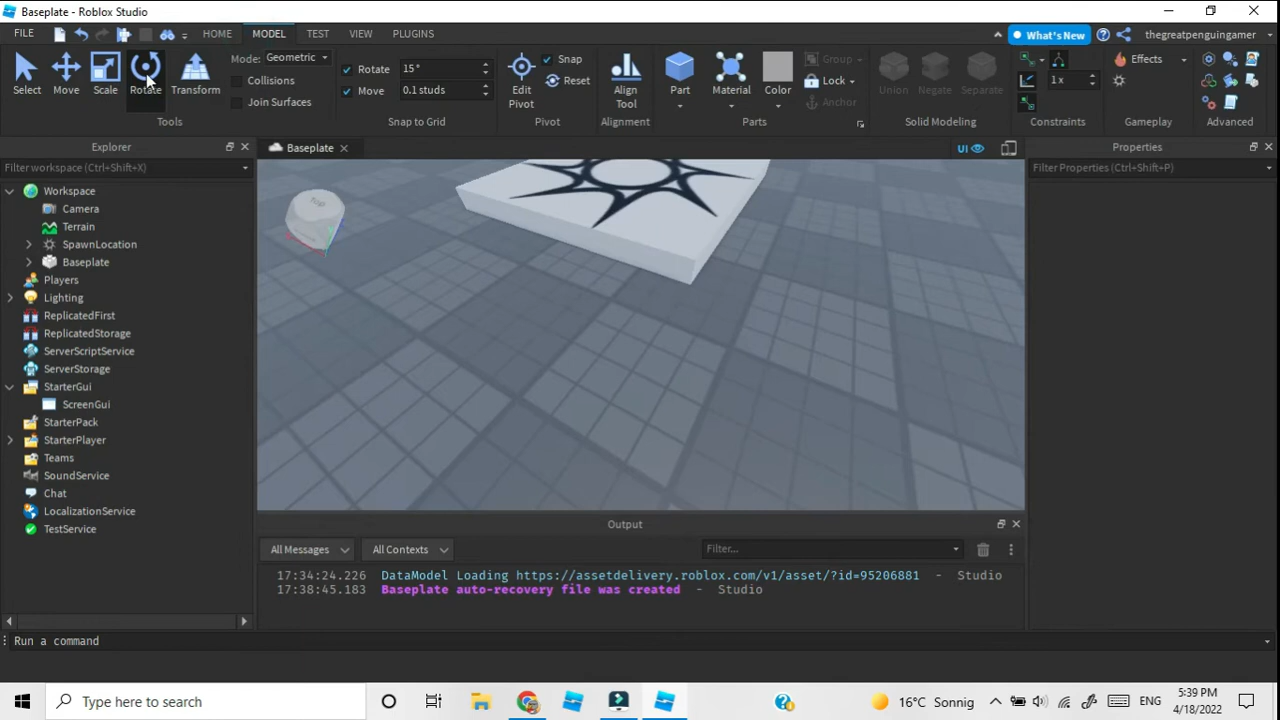 Baseplate - Roblox Studio
FILE HOME MODEL TEST VIEW PLUGINS What's New thegreatpenguingamer
Select Move Scale Rotate Transform
Mode: Geometric
Collisions
Join Surfaces
Tools
Rotate 15°
Move 0.1 studs
Snap to Grid
Edit Pivot
Snap
Reset
Pivot
Align Tool
Alignment
Part Material Color
Group
Lock
Anchor
Parts
Union Negate Separate
Solid Modeling
1 x
Constraints
Effects
Gameplay
Advanced
Explorer
Filter workspace (Ctrl+Shift+X)
Workspace
Camera
Terrain
SpawnLocation
Baseplate
Players
Lighting
ReplicatedFirst
ReplicatedStorage
ServerScriptService
ServerStorage
StarterGui
ScreenGui
StarterPack
StarterPlayer
Teams
SoundService
Chat
LocalizationService
TestService
Baseplate
UI
Top
Properties
Filter Properties (Ctrl+Shift+P)
Output
All Messages All Contexts Filter...
17:34:24.226 DataModel Loading https://assetdelivery.roblox.com/v1/asset/?id=95206881 - Studio
17:38:45.183 Baseplate auto-recovery file was created - Studio
Run a command
Type here to search
16°C Sonnig
ENG
5:39 PM
4/18/2022